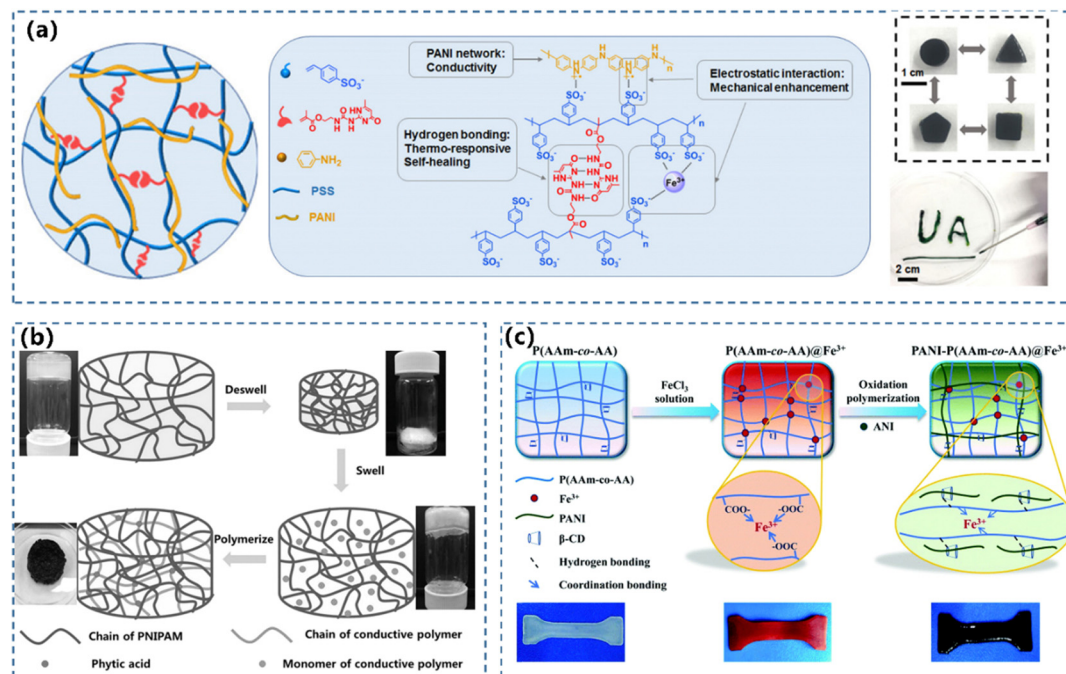 (a)
PANI network:
Conductivity
Electrostatic interaction:
Mechanical enhancement
Hydrogen bonding:
Thermo-responsive
Self-healing
SO₃⁻
NH₂
PSS
PANI
Fe³⁺
1 cm
UA
2 cm
(b)
Deswell
Swell
Polymerize
Chain of PNIPAM
Chain of conductive polymer
Phytic acid
Monomer of conductive polymer
(c)
P(AAm-co-AA)
P(AAm-co-AA)@Fe³⁺
PANI-P(AAm-co-AA)@Fe³⁺
FeCl₃
solution
Oxidation
polymerization
ANI
P(AAm-co-AA)
Fe³⁺
PANI
β-CD
Hydrogen bonding
Coordination bonding
COO-
-OOC
Fe³⁺
-OOC
Fe³⁺